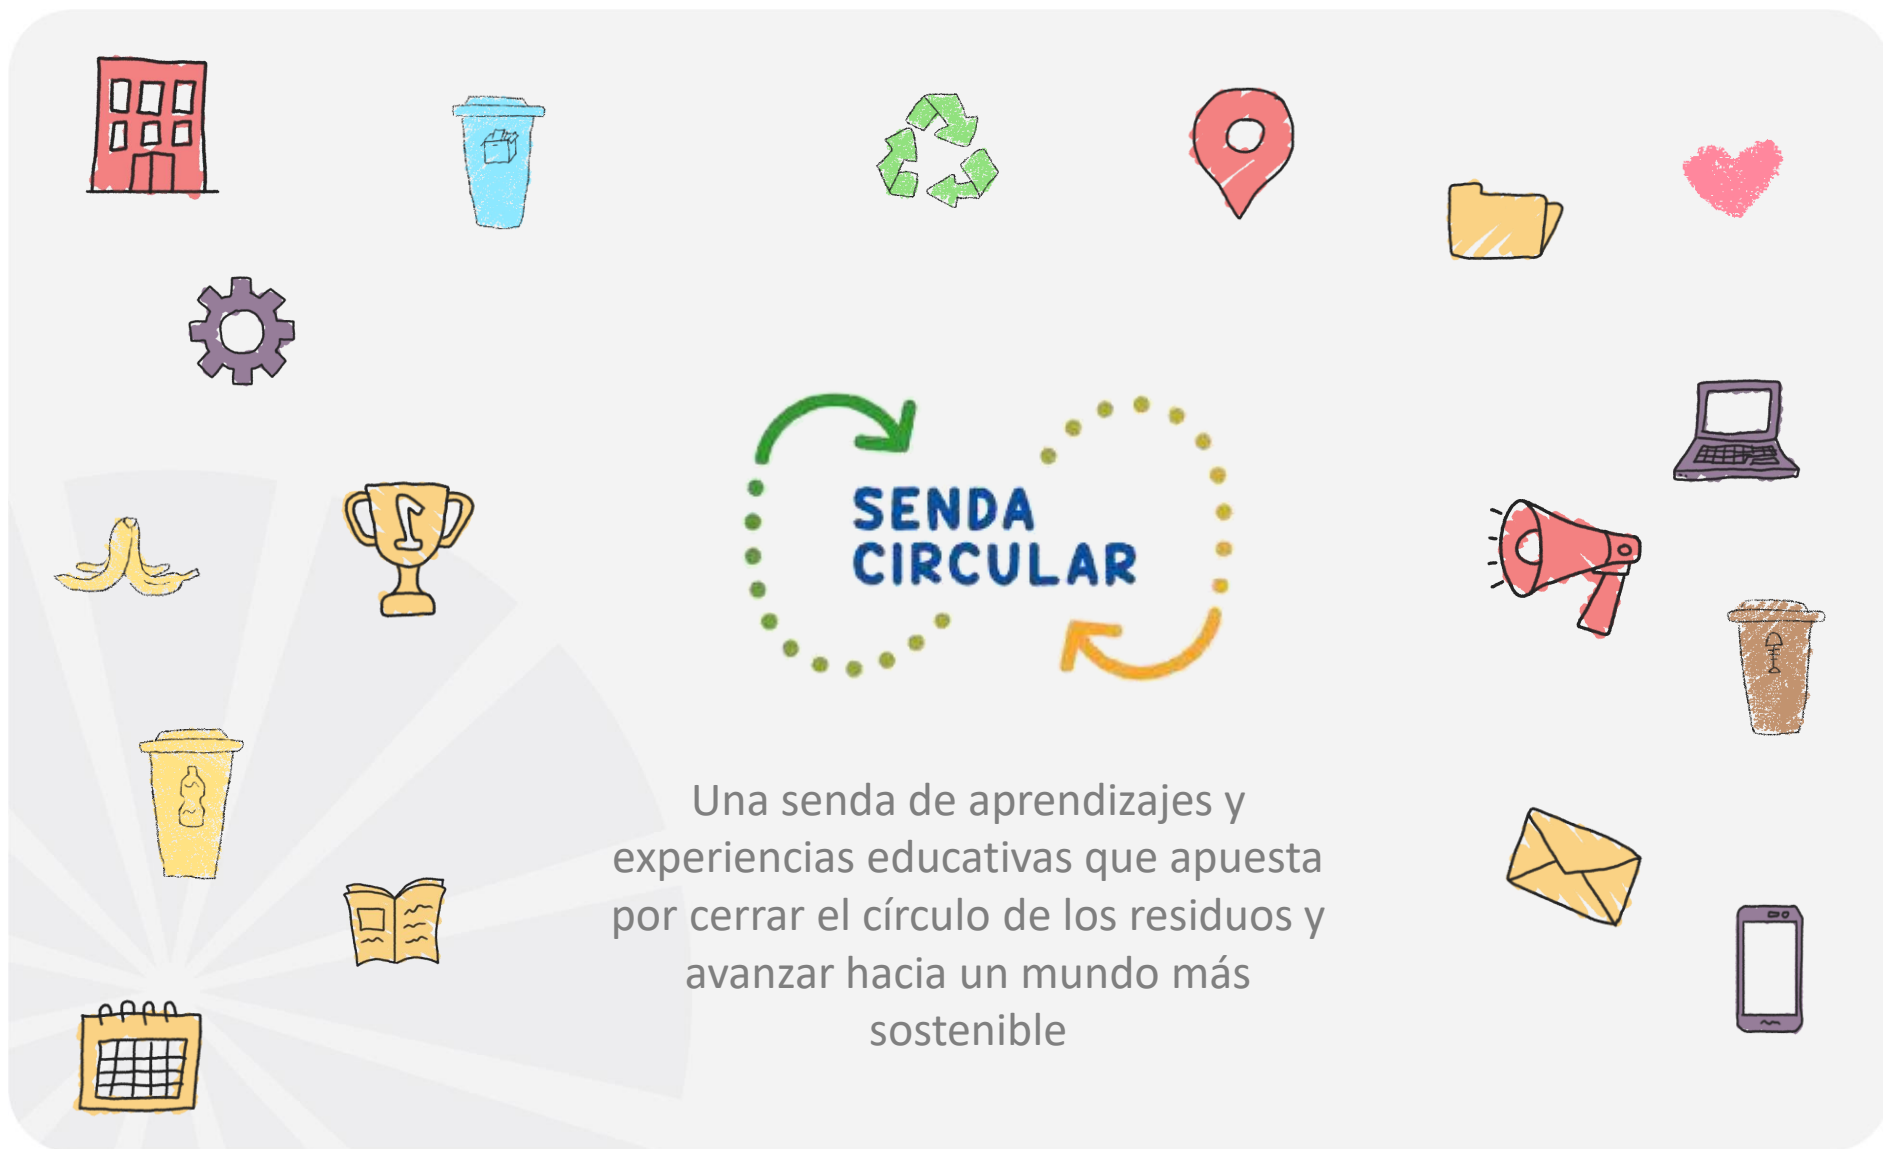 SENDA
CIRCULAR
1
Una senda de aprendizajes y
experiencias educativas que apuesta
por cerrar el círculo de los residuos y
avanzar hacia un mundo más
sostenible